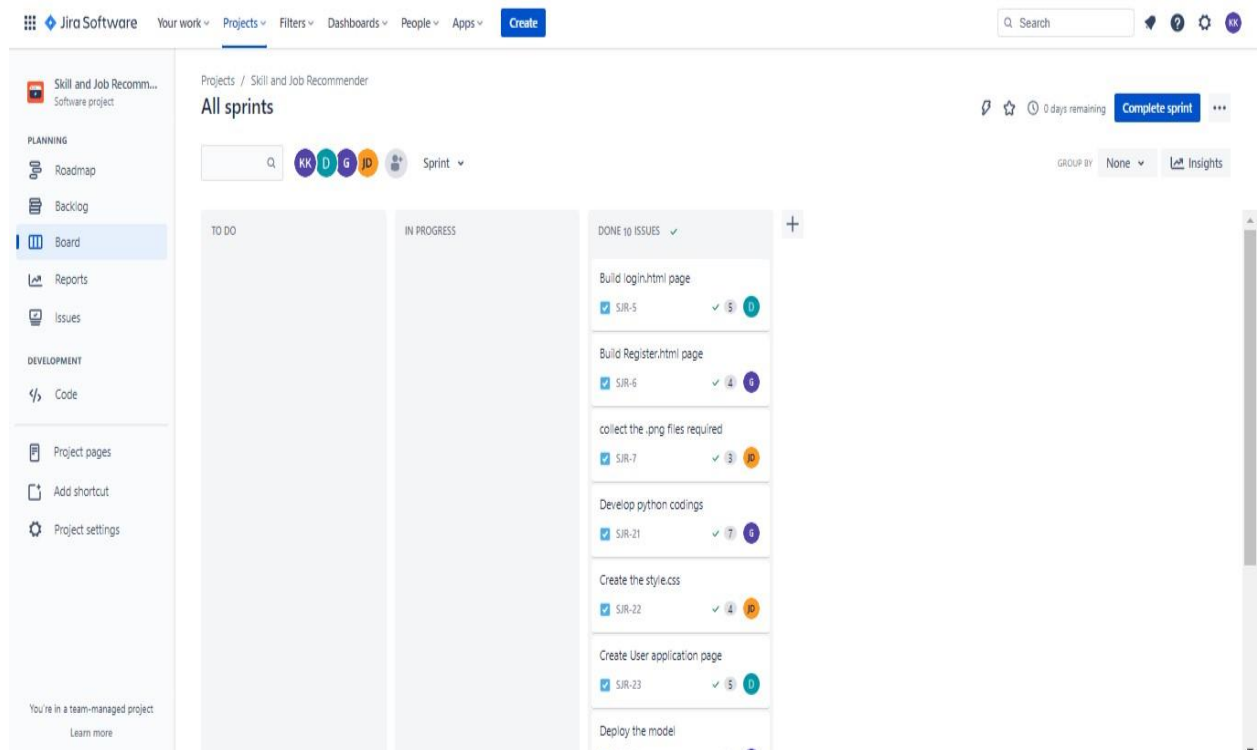 Jira Software Your work Projects Filters Dashboards People Apps Create Search KK
Skill and Job Recomm...
Software project
PLANNING
Roadmap
Backlog
Board
Reports
Issues
DEVELOPMENT
Code
Project pages
Add shortcut
Project settings
You're in a team-managed project
Learn more
Projects / Skill and Job Recommender
All sprints
0 days remaining Complete sprint
KK D G JD Sprint
GROUP BY None Insights
TO DO
IN PROGRESS
DONE 10 ISSUES
Build login.html page
SJR-5 5 D
Build Register.html page
SJR-6 4 G
collect the .png files required
SJR-7 3 JD
Develop python codings
SJR-21 7 G
Create the style.css
SJR-22 4 JD
Create User application page
SJR-23 5 D
Deploy the model